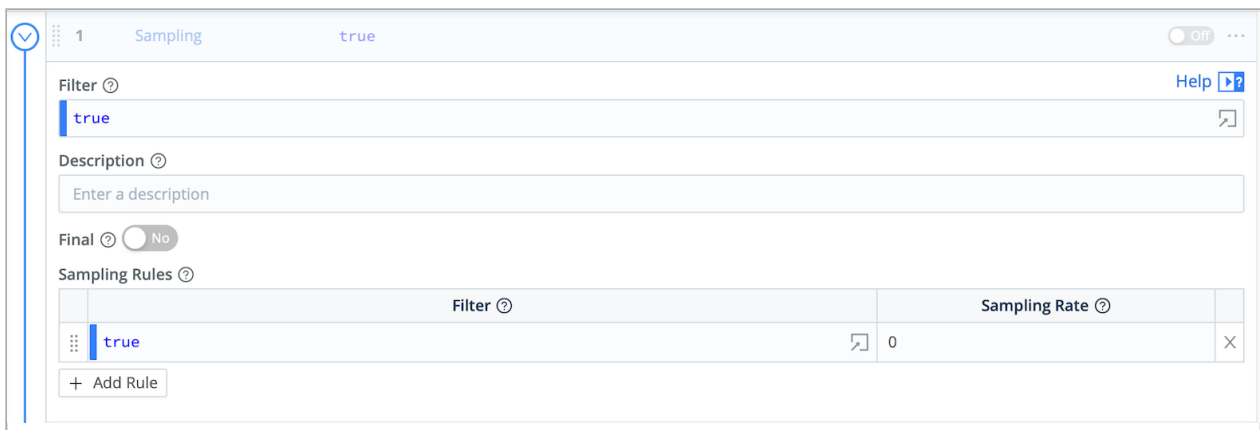 1 Sampling true Off ...
Filter ? Help ?
true
Description ?
Enter a description
Final ? No
Sampling Rules ?
Filter ? Sampling Rate ?
true 0 X
+ Add Rule